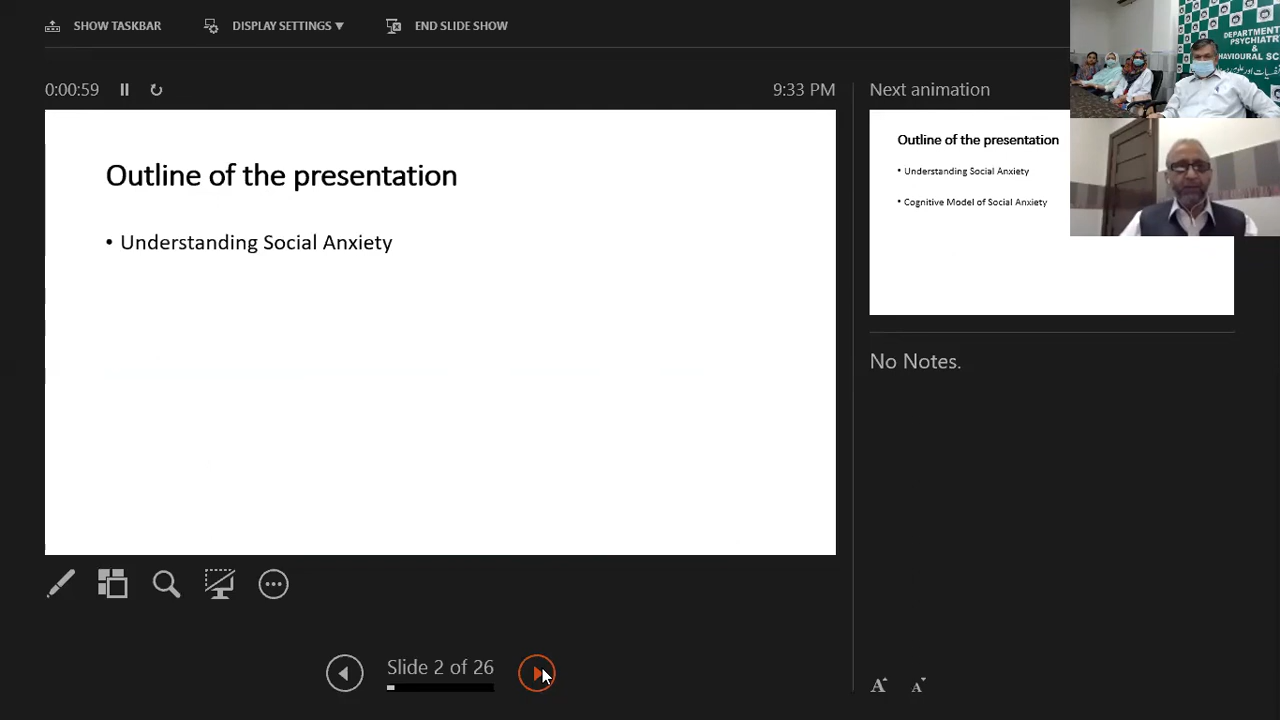 SHOW TASKBAR
DISPLAY SETTINGS ▼
END SLIDE SHOW
0:00:59
9:33 PM
Outline of the presentation
• Understanding Social Anxiety
Next animation
Outline of the presentation
• Understanding Social Anxiety
• Cognitive Model of Social Anxiety
No Notes.
DEPARTMENT
PSYCHIATRY
&
HAVIOURAL SC
Slide 2 of 26
A A